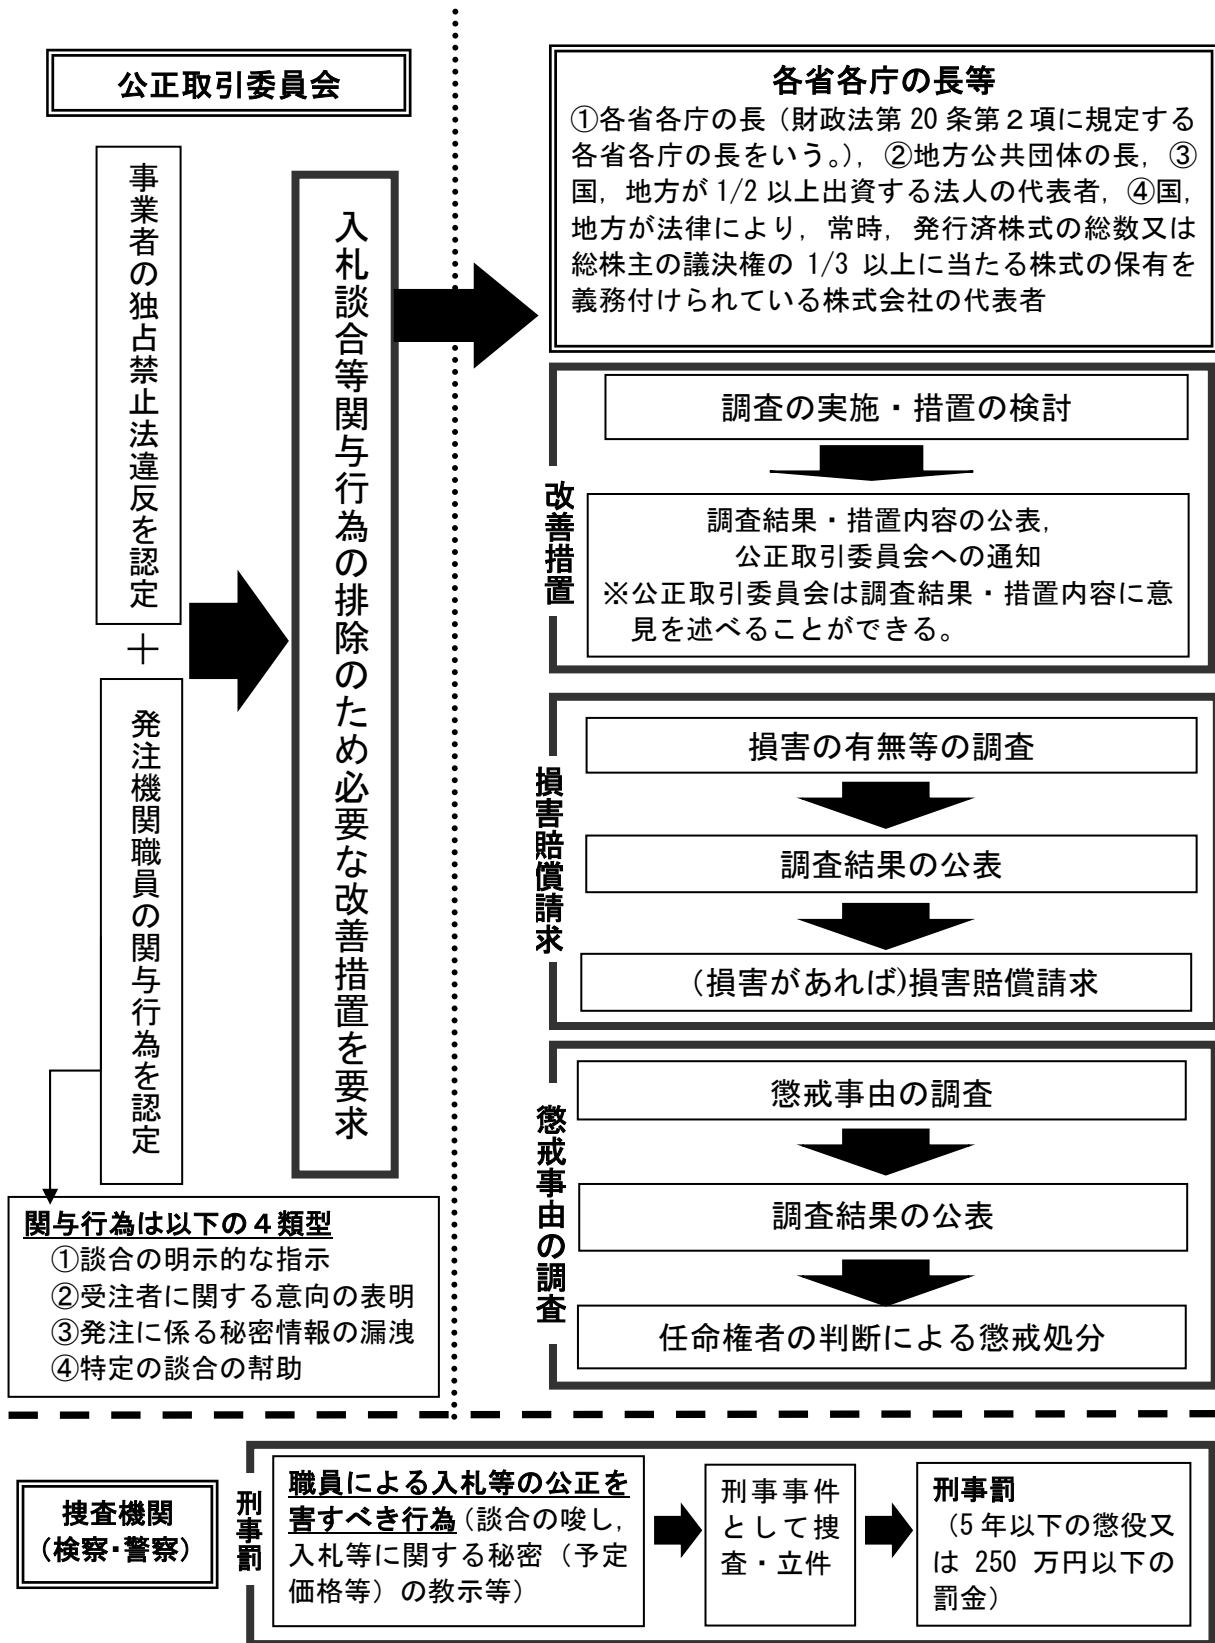 公正取引委員会
事業者の独占禁止法違反を認定
＋
発注機関職員の関与行為を認定
入札談合等関与行為の排除のため必要な改善措置を要求
関与行為は以下の４類型
①談合の明示的な指示
②受注者に関する意向の表明
③発注に係る秘密情報の漏洩
④特定の談合の幇助
各省各庁の長等
①各省各庁の長（財政法第 20 条第２項に規定する
各省各庁の長をいう。），②地方公共団体の長，③
国，地方が 1/2 以上出資する法人の代表者，④国，
地方が法律により，常時，発行済株式の総数又は
総株主の議決権の 1/3 以上に当たる株式の保有を
義務付けられている株式会社の代表者
改善措置
調査の実施・措置の検討
調査結果・措置内容の公表，
公正取引委員会への通知
※公正取引委員会は調査結果・措置内容に意
見を述べることができる。
損害賠償請求
損害の有無等の調査
調査結果の公表
(損害があれば)損害賠償請求
懲戒事由の調査
懲戒事由の調査
調査結果の公表
任命権者の判断による懲戒処分
捜査機関
（検察・警察）
刑事罰
職員による入札等の公正を
害すべき行為（談合の唆し，
入札等に関する秘密（予定
価格等）の教示等）
刑事事件
として捜
査・立件
刑事罰
（5 年以下の懲役又
は 250 万円以下の
罰金）